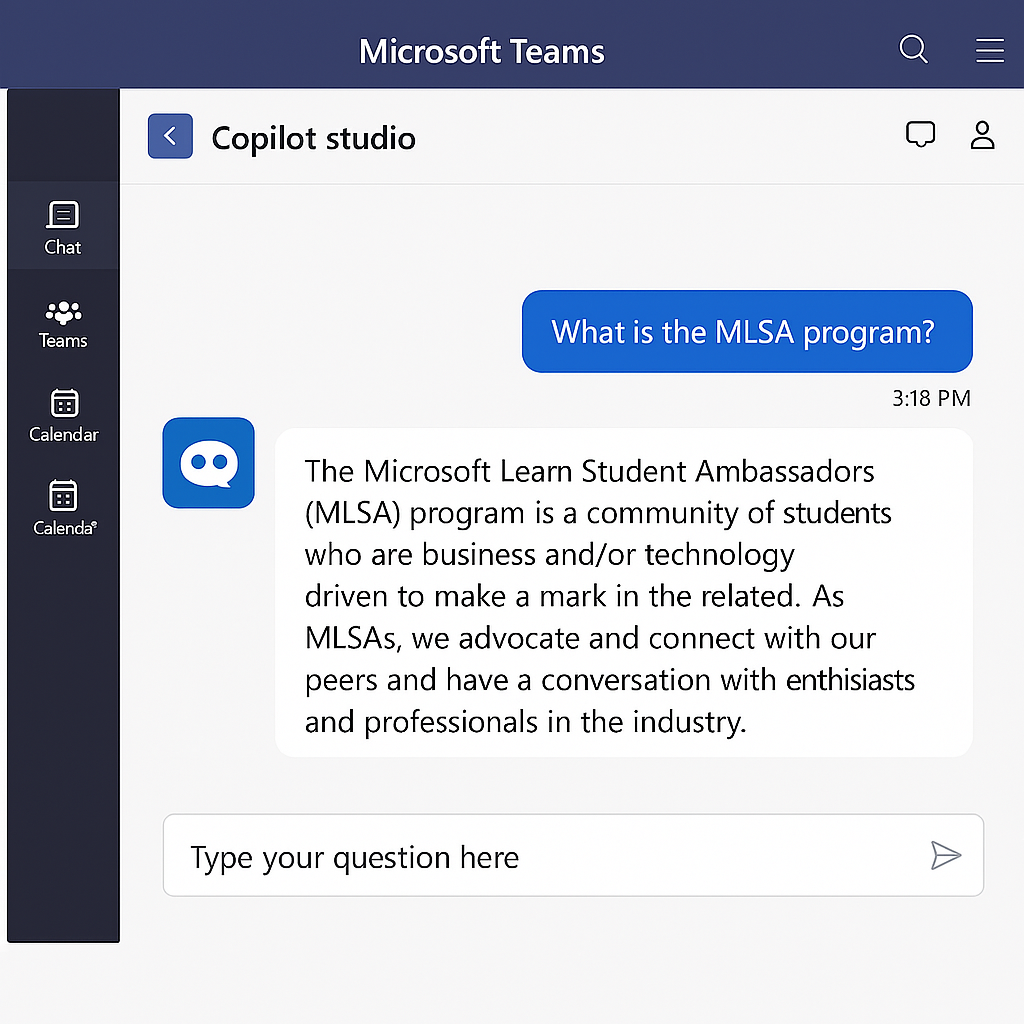 Microsoft Teams
Copilot studio
Chat
Teams
Calendar
Calenda
What is the MLSA program?
3:18 PM
The Microsoft Learn Student Ambassadors
(MLSA) program is a community of students
who are business and/or technology
driven to make a mark in the related. As
MLSAs, we advocate and connect with our
peers and have a conversation with enthisiasts
and professionals in the industry.
Type your question here